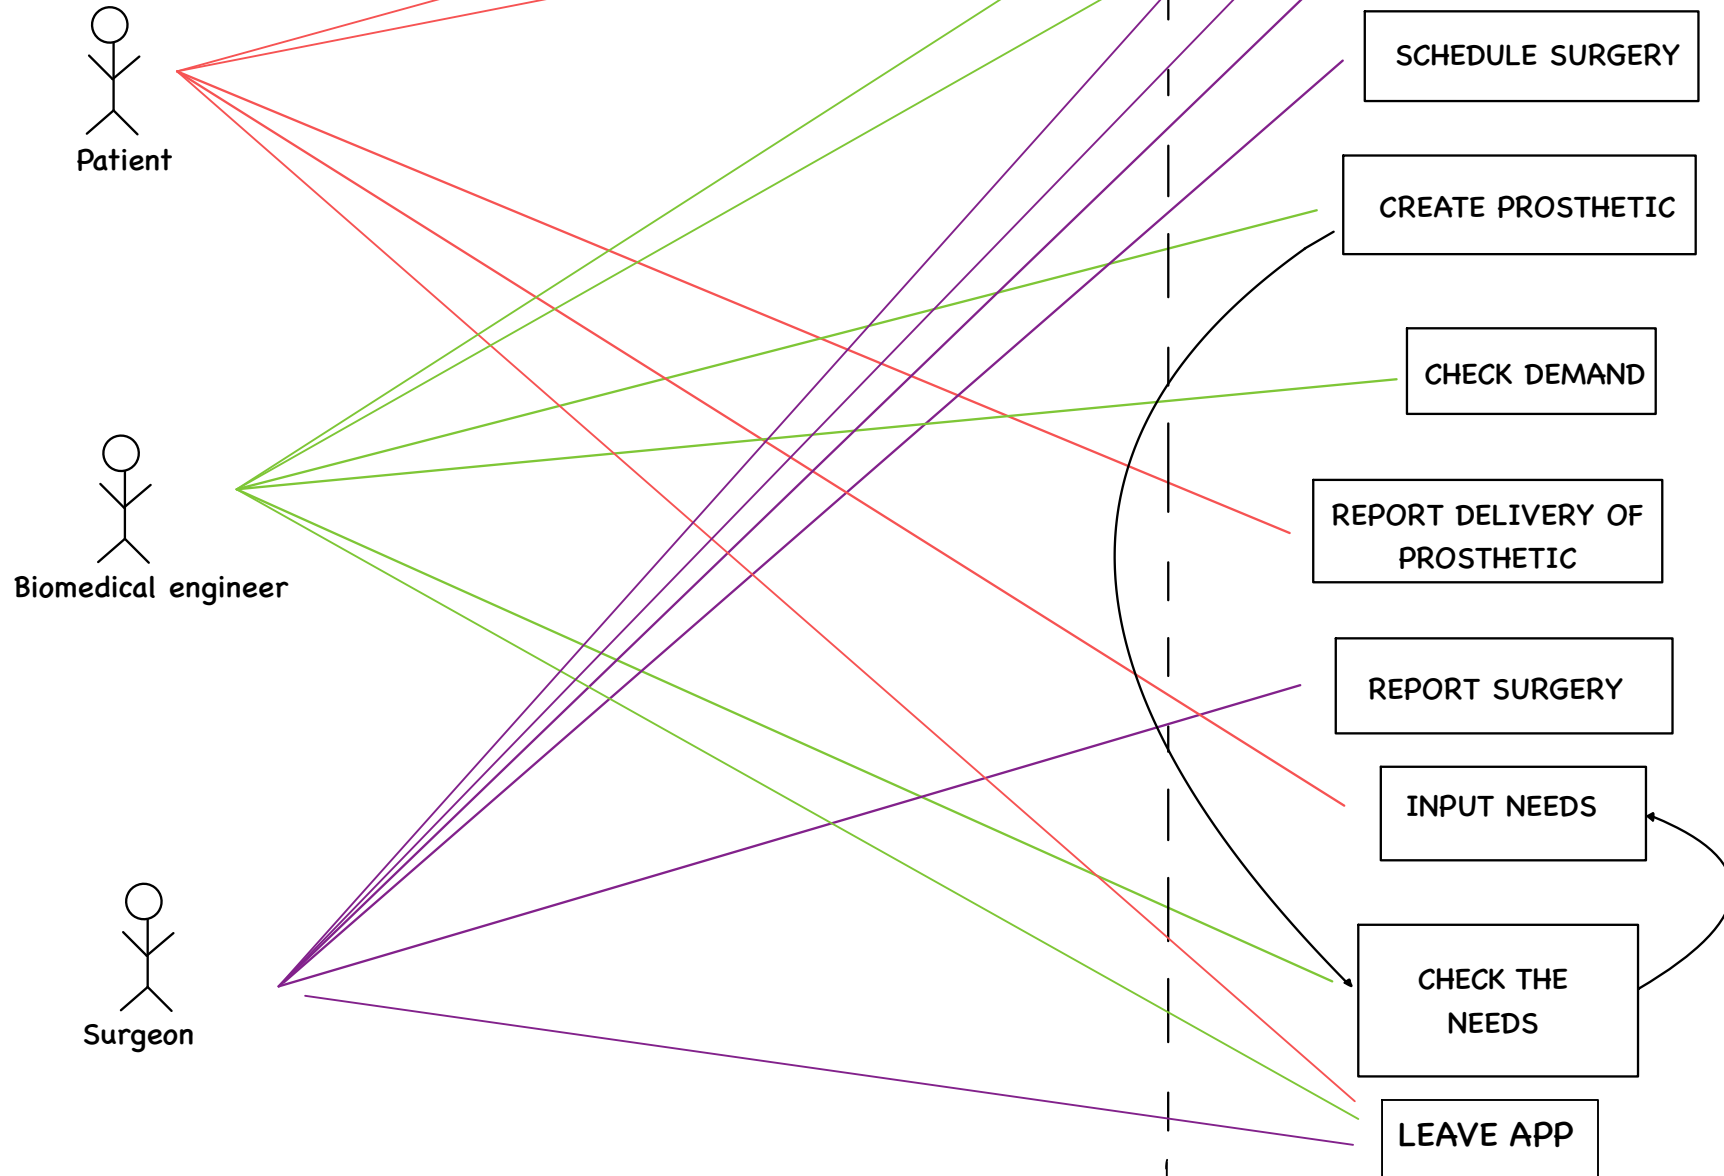 Patient
Biomedical engineer
Surgeon
SCHEDULE SURGERY
CREATE PROSTHETIC
CHECK DEMAND
REPORT DELIVERY OF
PROSTHETIC
REPORT SURGERY
INPUT NEEDS
CHECK THE
NEEDS
LEAVE APP